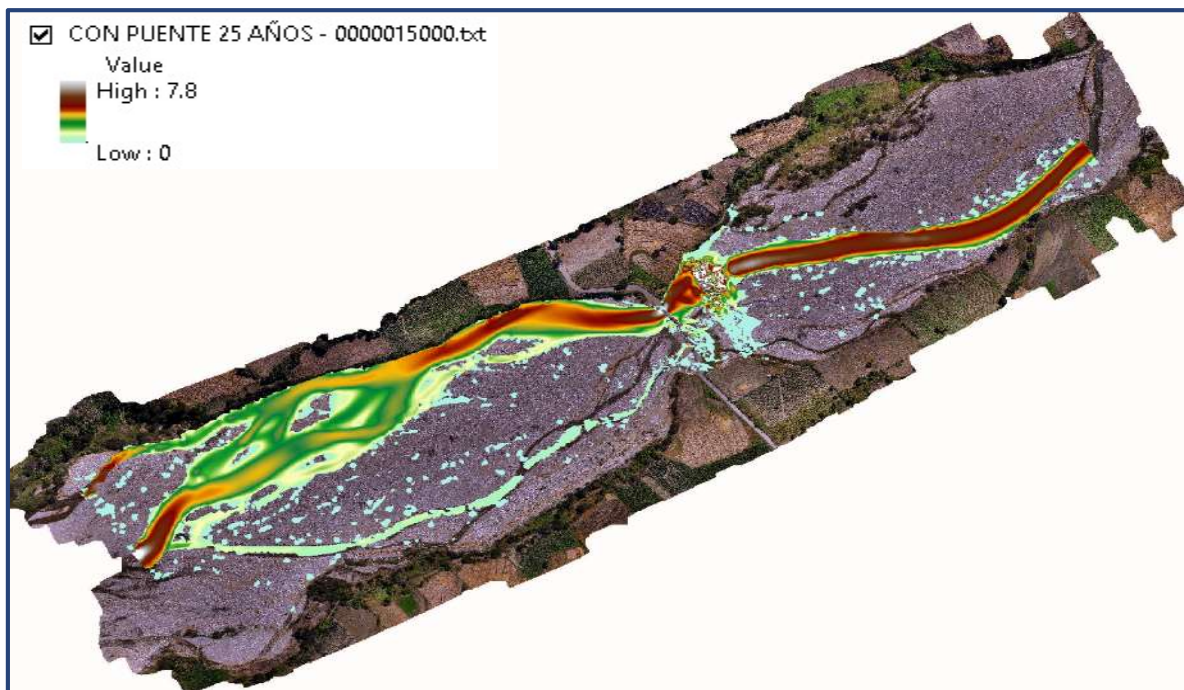 CON PUENTE 25 AÑOS - 0000015000.txt
Value
High : 7.8
Low : 0